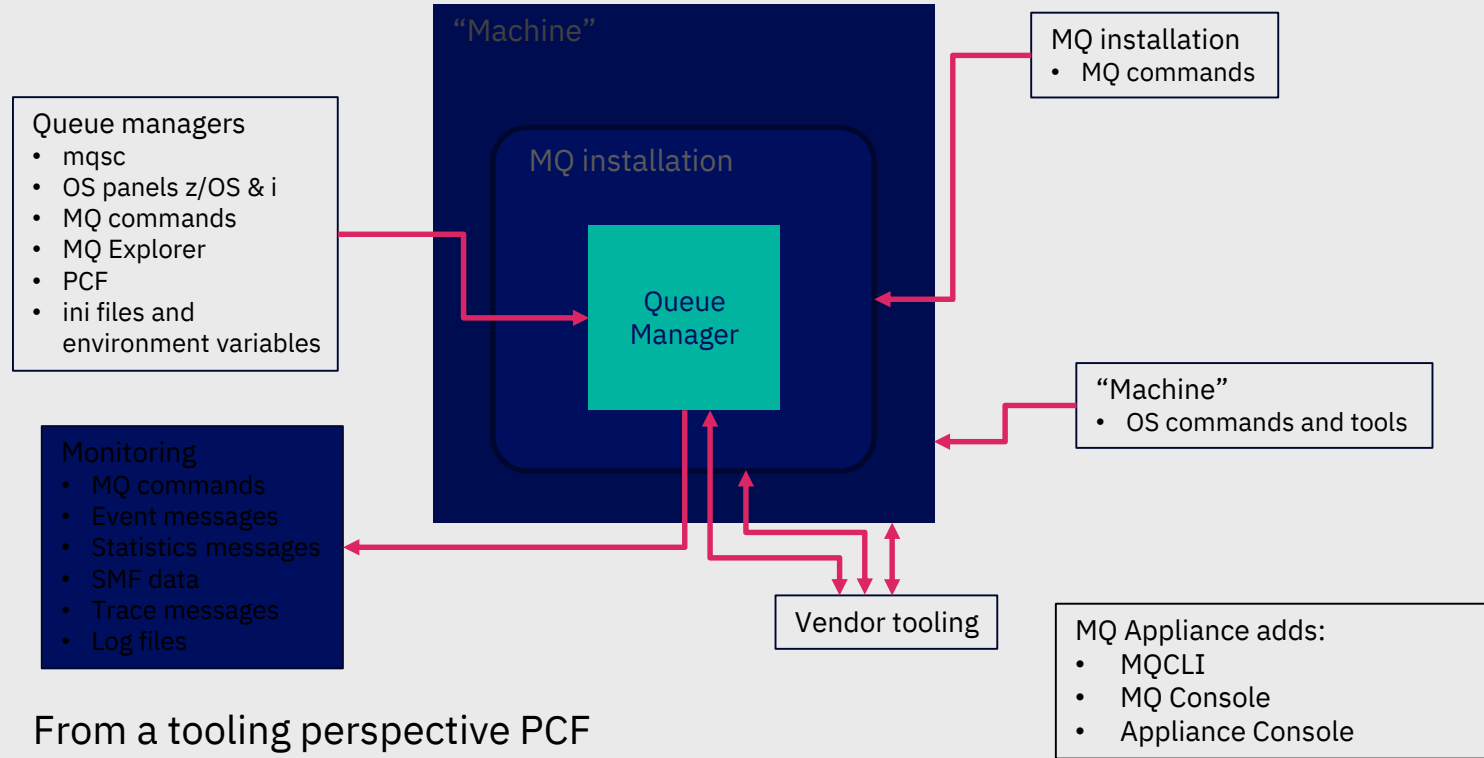 “Machine”
MQ installation
• MQ commands
Queue managers
• mqsc
• OS panels z/OS & i
• MQ commands
• MQ Explorer
• PCF
• ini files and
environment variables
MQ installation
Queue
Manager
“Machine”
• OS commands and tools
Monitoring
• MQ commands
• Event messages
• Statistics messages
• SMF data
• Trace messages
• Log files
Vendor tooling
MQ Appliance adds:
• MQCLI
• MQ Console
• Appliance Console
From a tooling perspective PCF